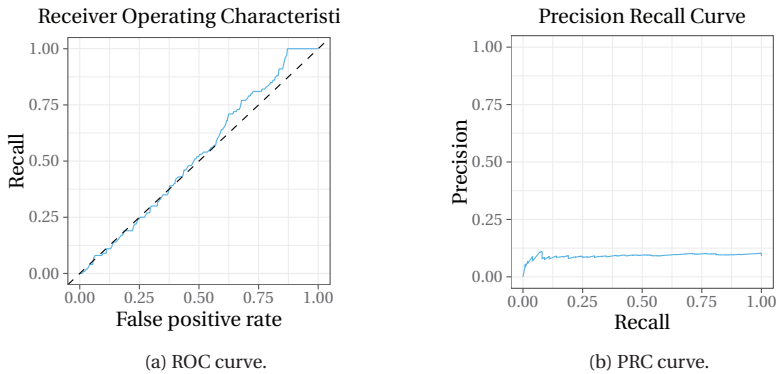 Receiver Operating Characteristi
1.00
0.75
0.50
0.25
0.00
Recall
0.00 0.25 0.50 0.75 1.00
False positive rate
(a) ROC curve.
Precision Recall Curve
1.00
0.75
0.50
0.25
0.00
Precision
0.00 0.25 0.50 0.75 1.00
Recall
(b) PRC curve.